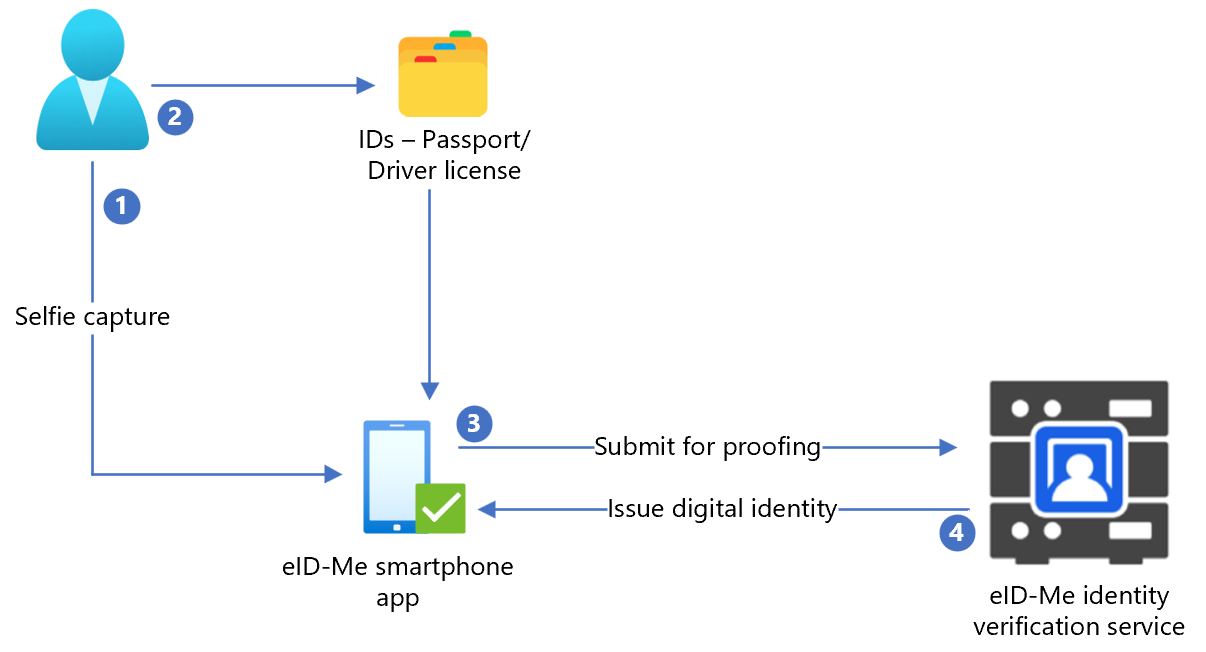 2
IDs – Passport/
Driver license
1
Selfie capture
3
Submit for proofing
Issue digital identity
4
eID-Me smartphone
app
eID-Me identity
verification service